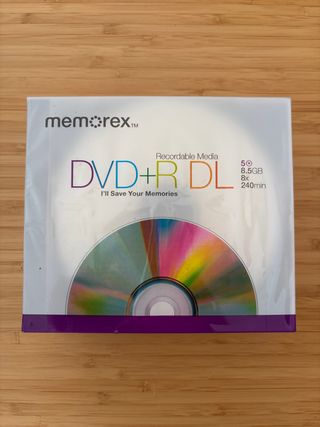 memorex™
Recordable Media
DVD+R DL
I'll Save Your Memories
5
8.5GB
8x
240min